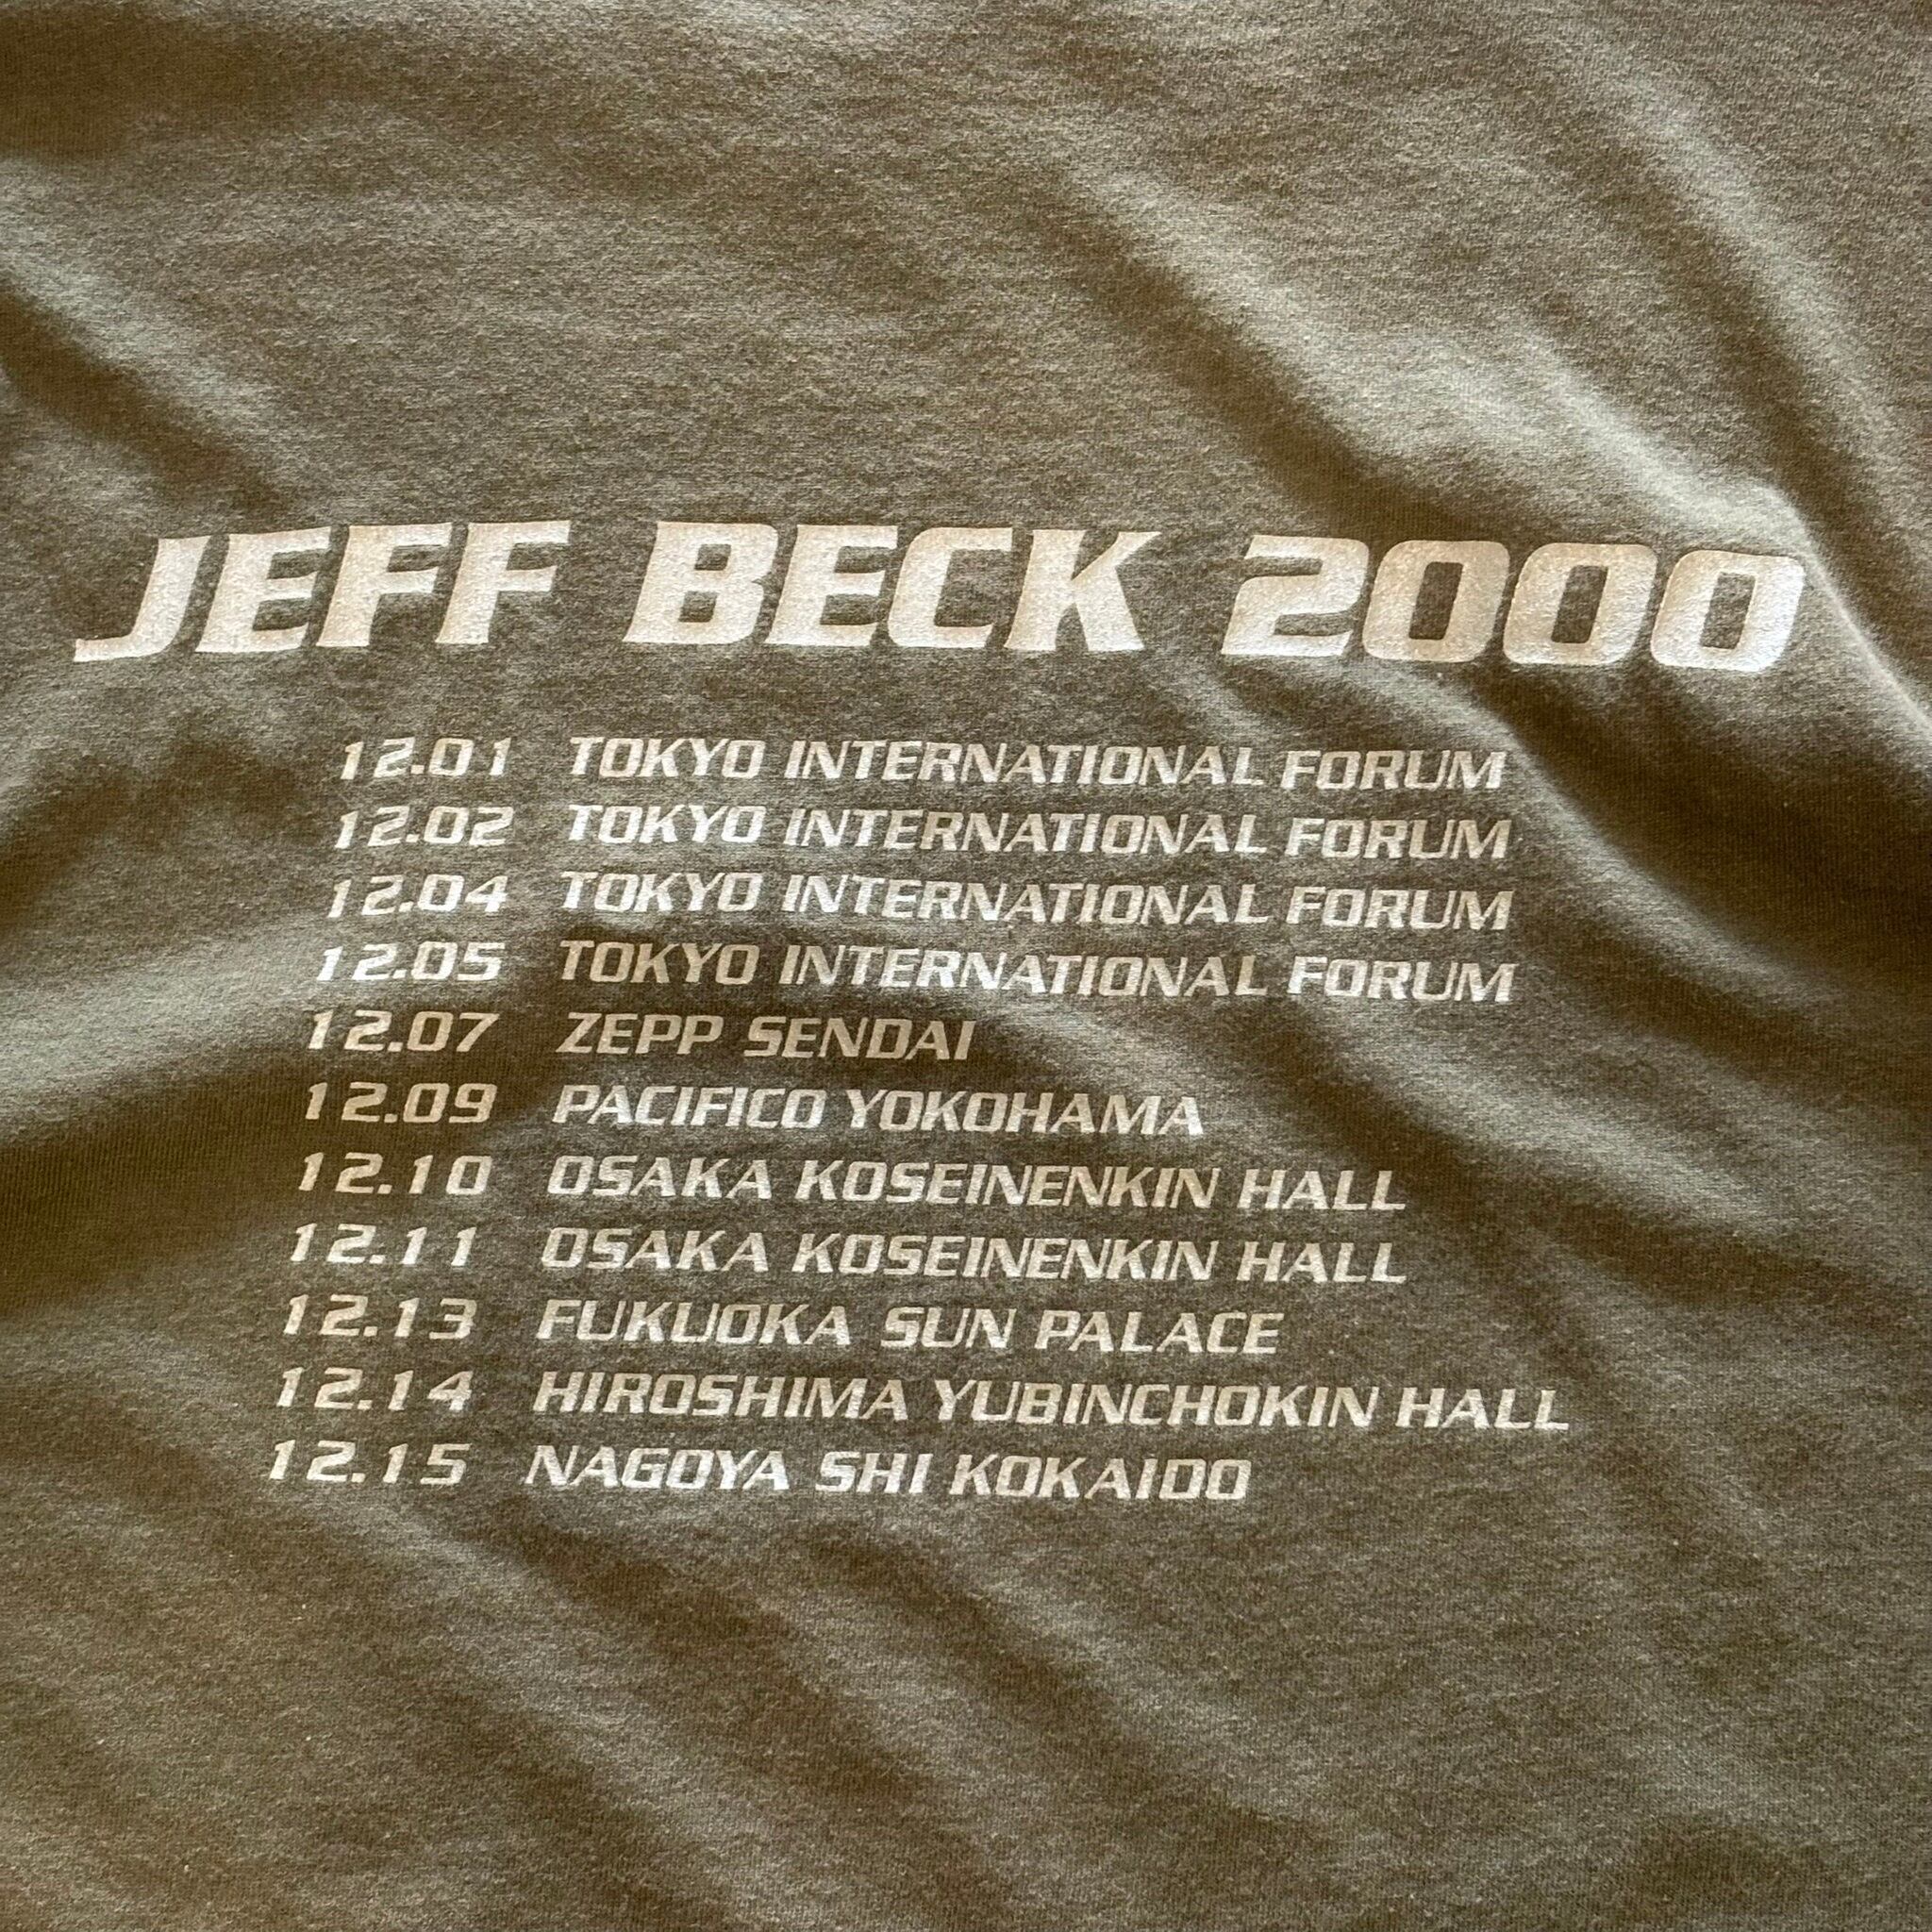 JEFF BECK 2000
12.01 TOKYO INTERNATIONAL FORUM
12.02 TOKYO INTERNATIONAL FORUM
12.04 TOKYO INTERNATIONAL FORUM
12.05 TOKYO INTERNATIONAL FORUM
12.07 ZEPP SENDAI
12.09 PACIFICO YOKOHAMA
12.10 OSAKA KOSEINENKIN HALL
12.11 OSAKA KOSEINENKIN HALL
12.13 FUKUOKA SUN PALACE
12.14 HIROSHIMA YUBINCHOKIN HALL
12.15 NAGOYA SHI KOKAIDO